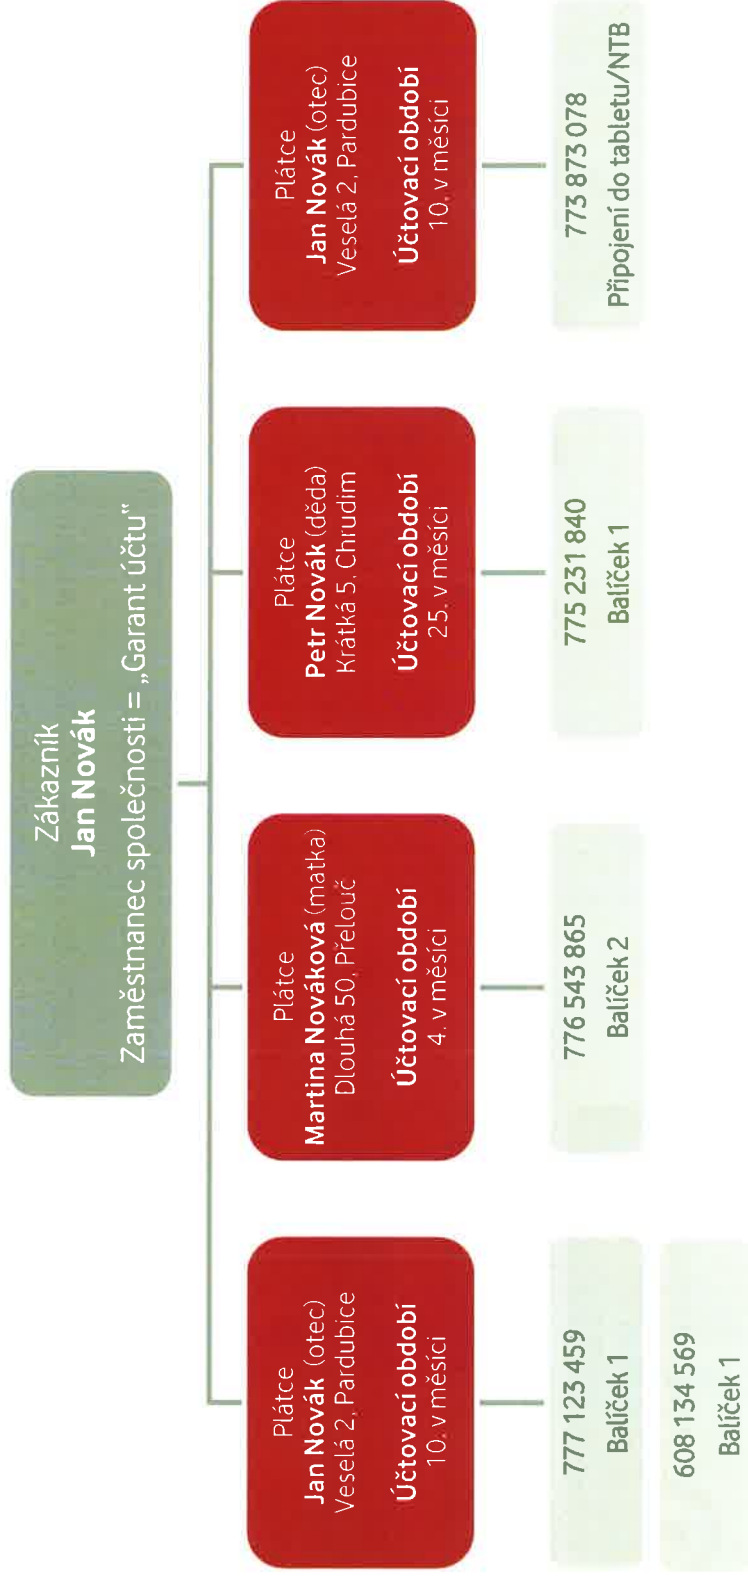 Zákazník
Jan Novák
Zaměstnanec společnosti = „Garant účtu“
Plátce
Jan Novák (otec)
Veselá 2, Pardubice
Účtovací období
10. v měsíci
777 123 459
Balíček 1
608 134 569
Balíček 1
Plátce
Martina Nováková (matka)
Dlouhá 50, Přelouč
Účtovací období
4. v měsíci
776 543 865
Balíček 2
Plátce
Petr Novák (děda)
Krátká 5, Chrudim
Účtovací období
25. v měsíci
775 231 840
Balíček 1
Plátce
Jan Novák (otec)
Veselá 2, Pardubice
Účtovací období
10. v měsíci
773 873 078
Připojení do tabletu/NTB